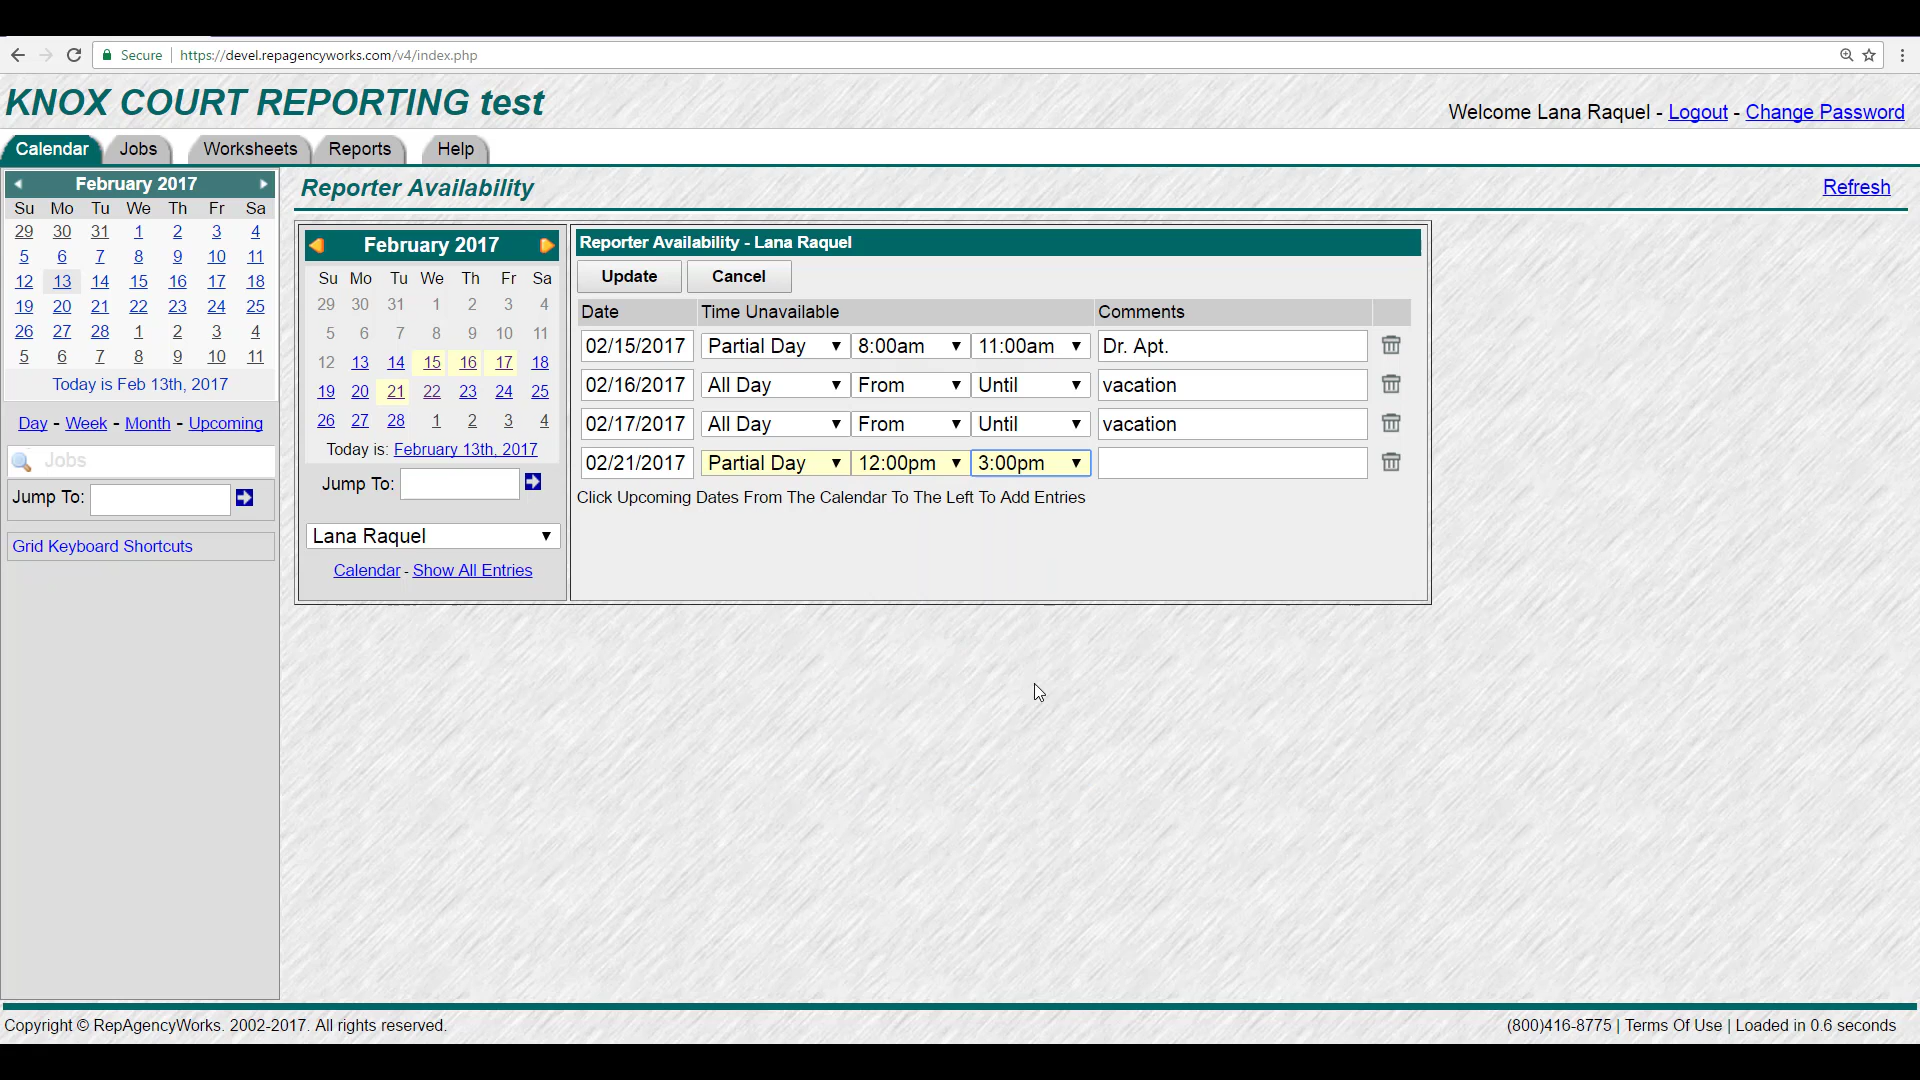 Secure https://devel.repagencyworks.com/v4/index.php
KNOX COURT REPORTING test
Welcome Lana Raquel - Logout - Change Password
Calendar Jobs Worksheets Reports Help
February 2017
Su Mo Tu We Th Fr Sa
29 30 31 1 2 3 4
5 6 7 8 9 10 11
12 13 14 15 16 17 18
19 20 21 22 23 24 25
26 27 28 1 2 3 4
5 6 7 8 9 10 11
Today is Feb 13th, 2017
Day - Week - Month - Upcoming
Jobs
Jump To:
Grid Keyboard Shortcuts
Reporter Availability
Refresh
February 2017
Su Mo Tu We Th Fr Sa
29 30 31 1 2 3 4
5 6 7 8 9 10 11
12 13 14 15 16 17 18
19 20 21 22 23 24 25
26 27 28 1 2 3 4
Today is: February 13th, 2017
Jump To:
Lana Raquel
Calendar - Show All Entries
Reporter Availability - Lana Raquel
Update Cancel
Date Time Unavailable Comments
02/15/2017 Partial Day 8:00am 11:00am Dr. Apt.
02/16/2017 All Day From Until vacation
02/17/2017 All Day From Until vacation
02/21/2017 Partial Day 12:00pm 3:00pm
Click Upcoming Dates From The Calendar To The Left To Add Entries
Copyright © RepAgencyWorks. 2002-2017. All rights reserved.
(800)416-8775 | Terms Of Use | Loaded in 0.6 seconds